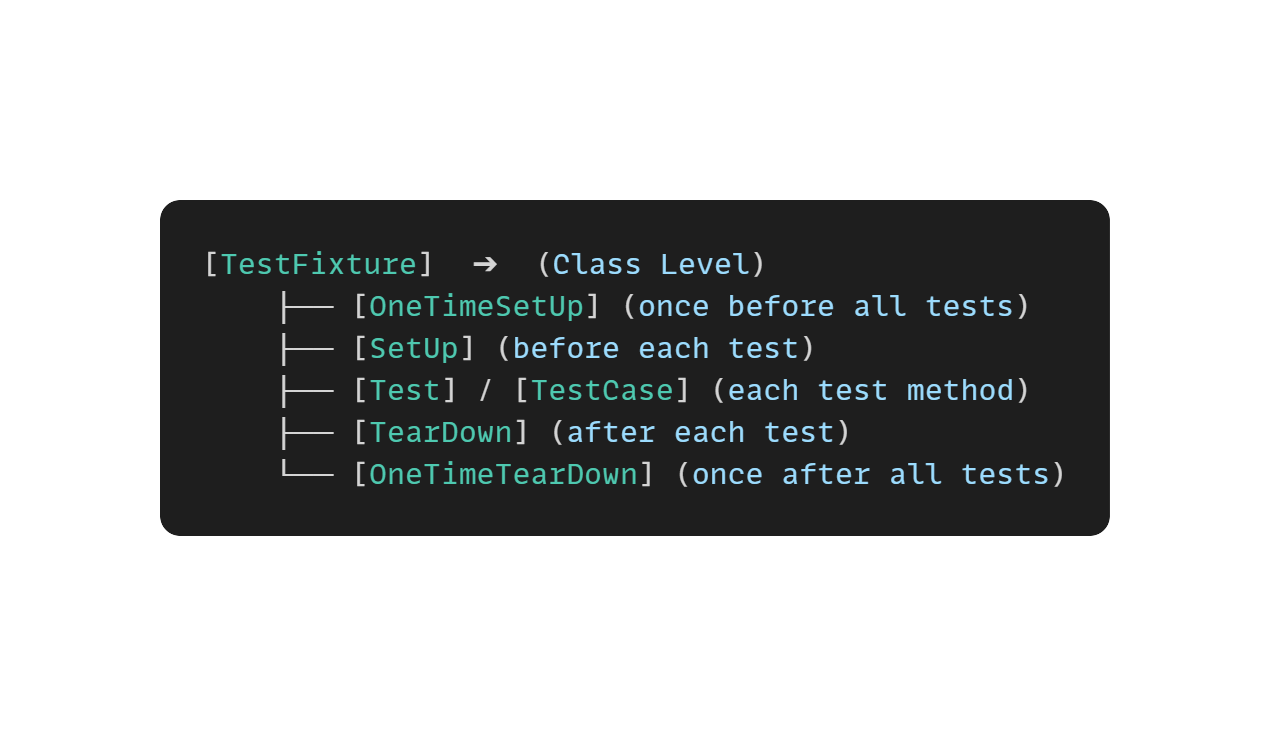 [TestFixture]  ➔  (Class Level)
    ├── [OneTimeSetUp] (once before all tests)
    ├── [SetUp] (before each test)
    ├── [Test] / [TestCase] (each test method)
    ├── [TearDown] (after each test)
    └── [OneTimeTearDown] (once after all tests)